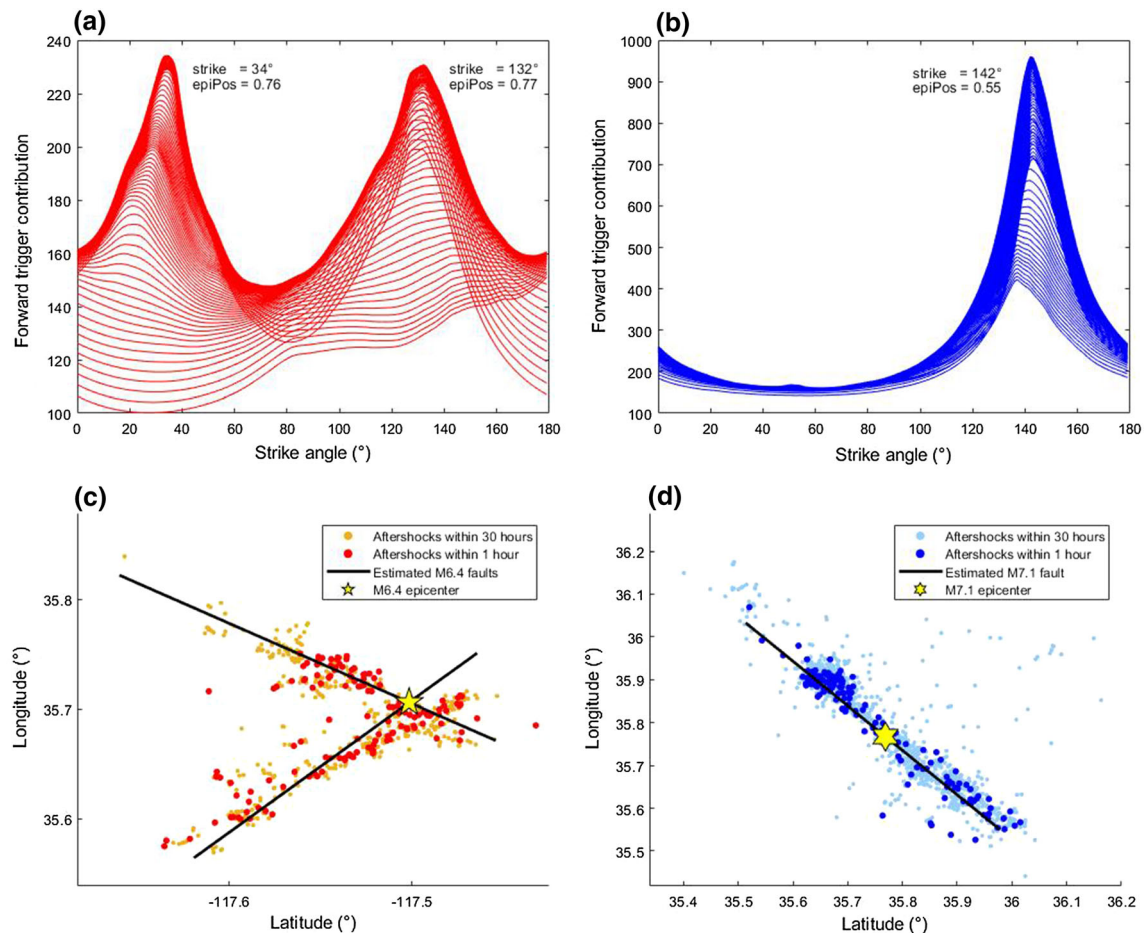 (a)
240
220
200
180
160
140
120
100
Forward trigger contribution
strike = 34°
epiPos = 0.76
strike = 132°
epiPos = 0.77
0 20 40 60 80 100 120 140 160 180
Strike angle (°)
(b)
1000
900
800
700
600
500
400
300
200
100
Forward trigger contribution
strike = 142°
epiPos = 0.55
0 20 40 60 80 100 120 140 160 180
Strike angle (°)
(c)
Aftershocks within 30 hours
Aftershocks within 1 hour
Estimated M6.4 faults
M6.4 epicenter
35.8
35.7
35.6
Longitude (°)
-117.6 -117.5
Latitude (°)
(d)
Aftershocks within 30 hours
Aftershocks within 1 hour
Estimated M7.1 fault
M7.1 epicenter
36.2
36.1
36
35.9
35.8
35.7
35.6
35.5
Longitude (°)
35.4 35.5 35.6 35.7 35.8 35.9 36 36.1 36.2
Latitude (°)